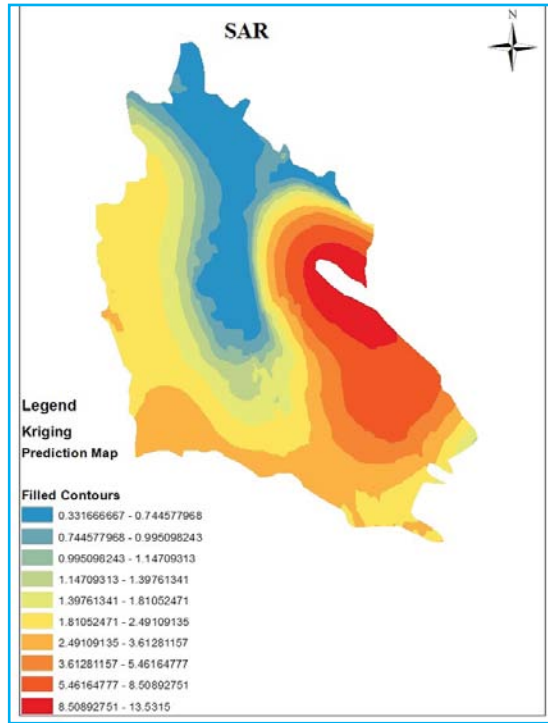 SAR
N
Legend
Kriging
Prediction Map
Filled Contours
0.331666667 - 0.744577968
0.744577968 - 0.995098243
0.995098243 - 1.14709313
1.14709313 - 1.39761341
1.39761341 - 1.81052471
1.81052471 - 2.49109135
2.49109135 - 3.61281157
3.61281157 - 5.46164777
5.46164777 - 8.50892751
8.50892751 - 13.5315